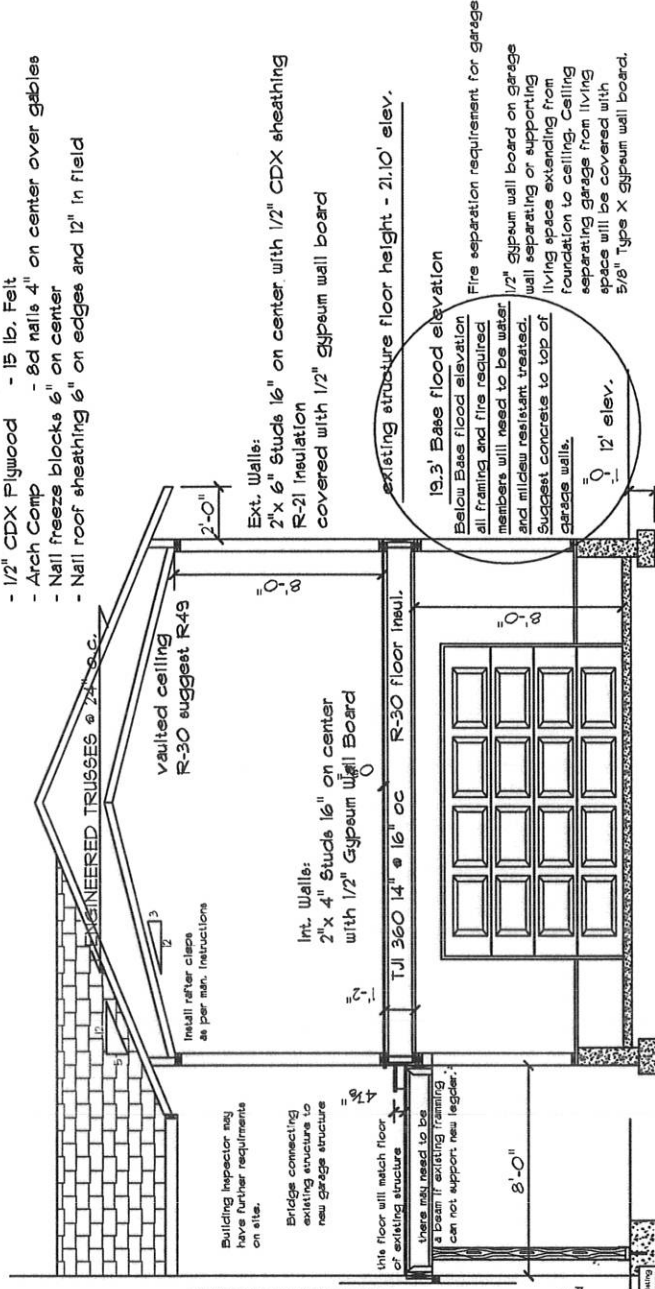 - 1/2" CDX Plywood - 15 lb. Felt
- Arch Comp - 8d nails 4" on center over gables
- Nail freeze blocks 6" on center
- Nail roof sheathing 6" on edges and 12" in field
ENGINEERED TRUSSES @ 24" o.c.
12
5
2'-0"
vaulted ceiling
R-30 suggest R49
Install rafter claps
as per man. instructions
12
3
Ext. Walls:
2"x 6" Studs 16" on center with 1/2" CDX sheathing
R-21 Insulation
covered with 1/2" gypsum wall board
8'-0"
Building Inspector may
have further requirments
on site.
Bridge connecting
existing structure to
new garage structure
Int. Walls:
2"x 4" Studs 16" on center
with 1/2" Gypsum Wall Board
existing structure floor height - 21.10' elev.
1'-2"
TJI 360 14" @ 16" oc
R-30 floor insul.
4 7/8"
this floor will match floor
of existing structure
there may need to be
a beam if existing framming
can not support new legder.
8'-0"
8'-0"
19.3' Base flood elevation
Below Base flood elevation
all framing and fire required
members will need to be water
and mildew resistant treated.
Suggest concrete to top of
garage walls.
12' elev.
Fire separation requirement for garage
1/2" gypsum wall board on garage
wall separating or supporting
living space extending from
foundation to ceiling. Ceiling
separating garage from living
space will be covered with
5/8" Type X gypsum wall board.